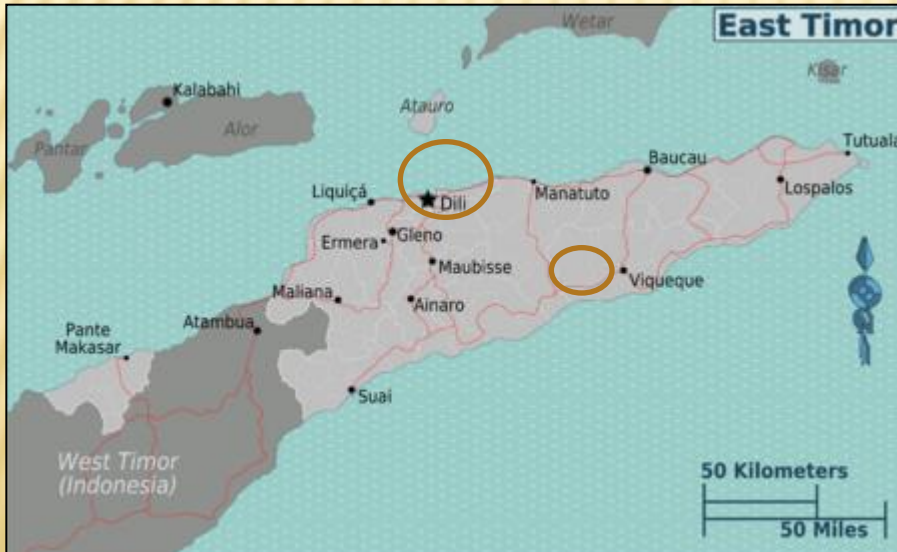 Wetar
East Timor
Kisar
Kalabahi
Atauro
Alor
Pantar
Tutuala
Baucau
Liquiçá
Manatuto
Lospalos
Dili
Gleno
Ermera
Maubisse
Viqueque
Maliana
Ainaro
Atambua
Pante
Makasar
Suai
West Timor
(Indonesia)
50 Kilometers
50 Miles